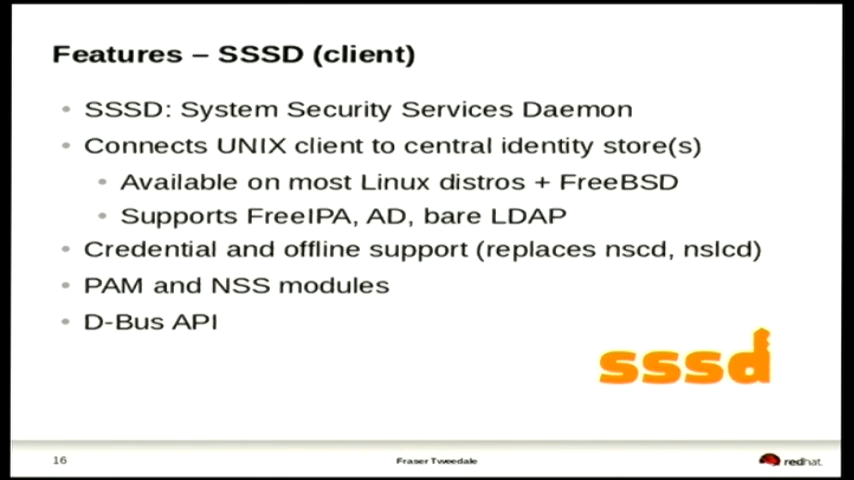 Features – SSSD (client)
SSSD: System Security Services Daemon
Connects UNIX client to central identity store(s)
Available on most Linux distros + FreeBSD
Supports FreeIPA, AD, bare LDAP
Credential and offline support (replaces nscd, nslcd)
PAM and NSS modules
D-Bus API
sssd
16
Fraser Tweedale
redhat.